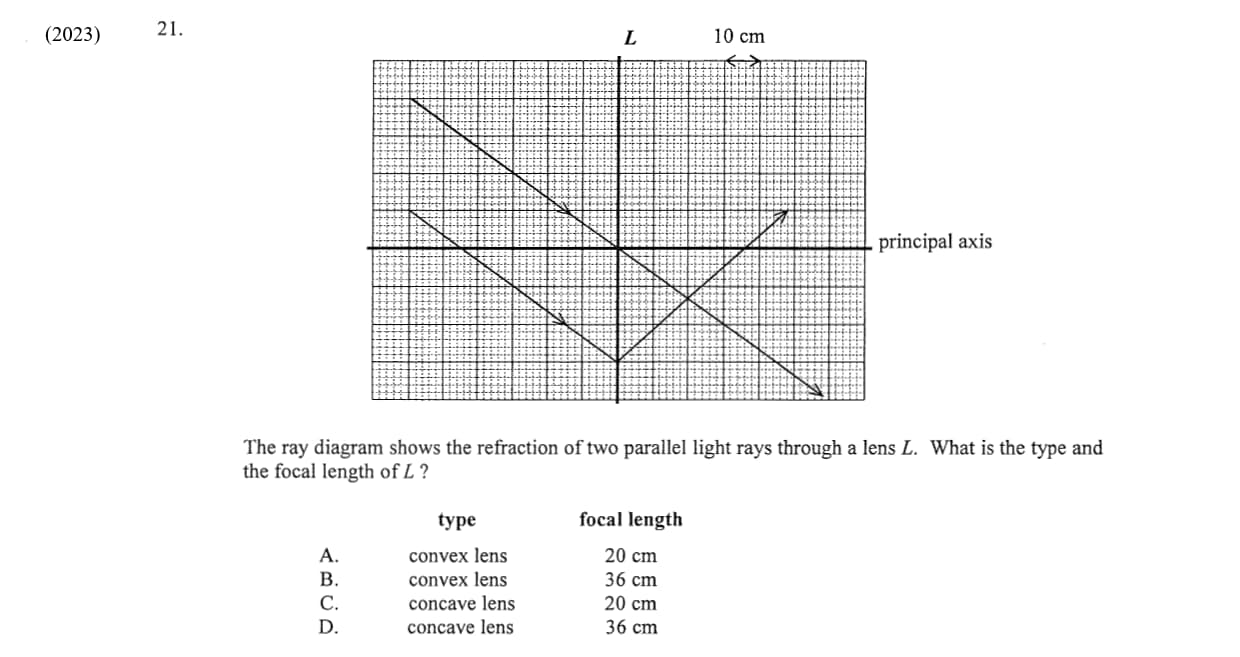 (2023) 21.
L 10 cm
principal axis
The ray diagram shows the refraction of two parallel light rays through a lens L. What is the type and
the focal length of L ?
type focal length
A. convex lens 20 cm
B. convex lens 36 cm
C. concave lens 20 cm
D. concave lens 36 cm